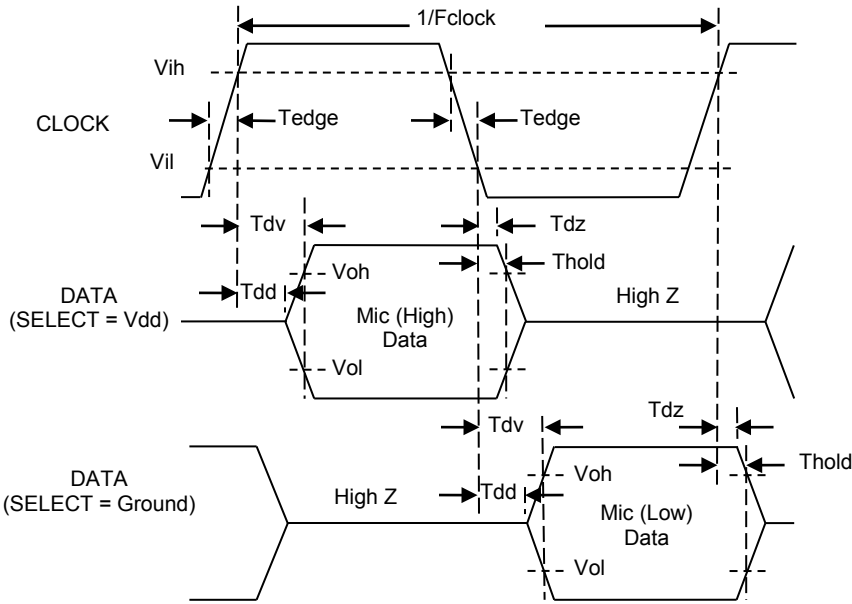 1/Fclock
Vih
CLOCK
Tedge
Tedge
Vil
Tdv
Tdz
Voh
Thold
DATA
(SELECT = Vdd)
Tdd
Mic (High)
Data
High Z
Vol
Tdv
Tdz
DATA
(SELECT = Ground)
High Z
Tdd
Voh
Thold
Mic (Low)
Data
Vol